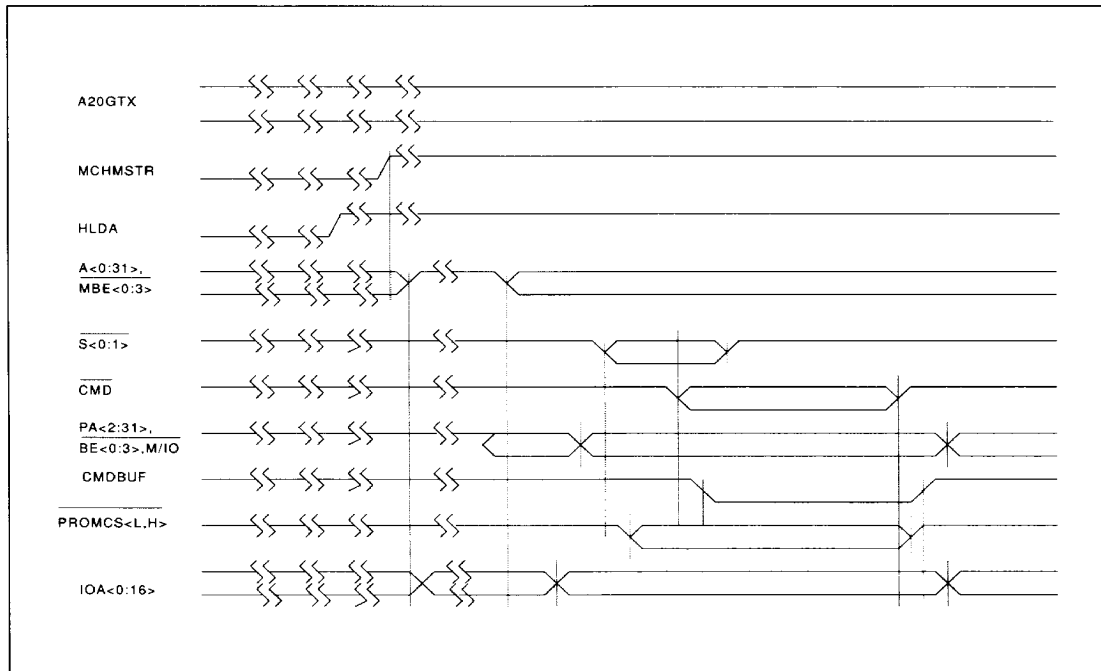 A20GTX
MCHMSTR
HLDA
A<0:31>,
MBE<0:3>
S<0:1>
CMD
PA<2:31>,
BE<0:3>,M/IO
CMDBUF
PROMCS<L,H>
IOA<0:16>